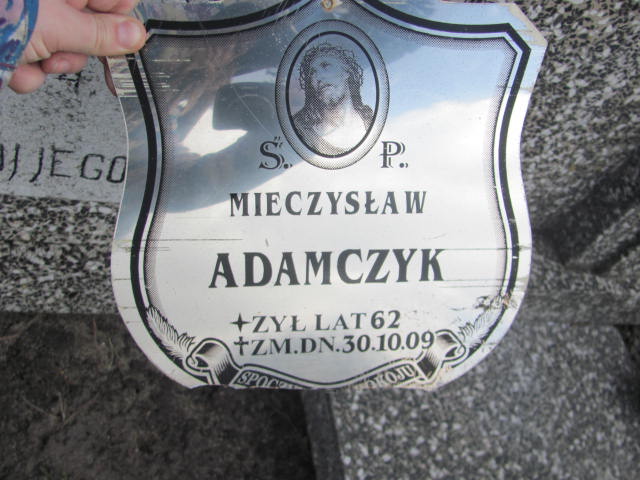 JEGO
Ś. P.
MIECZYSŁAW
ADAMCZYK
ŻYŁ LAT 62
ZM. DN. 30.10.09